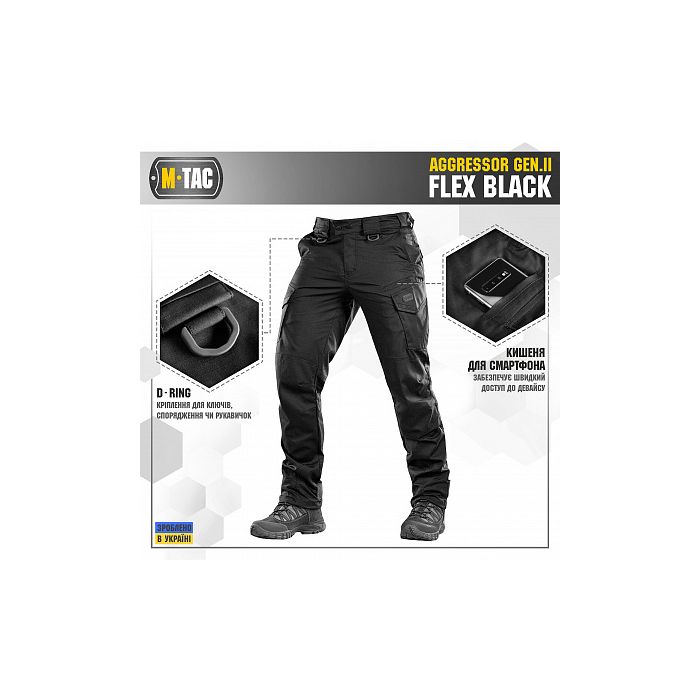 M·TAC
AGGRESSOR GEN.II
FLEX BLACK
D - RING
КРІПЛЕННЯ ДЛЯ КЛЮЧІВ,
СПОРЯДЖЕННЯ ЧИ РУКАВИЧОК
КИШЕНЯ
ДЛЯ СМАРТФОНА
ЗАБЕЗПЕЧУЄ ШВИДКИЙ
ДОСТУП ДО ДЕВАЙСУ
ЗРОБЛЕНО
В УКРАЇНІ